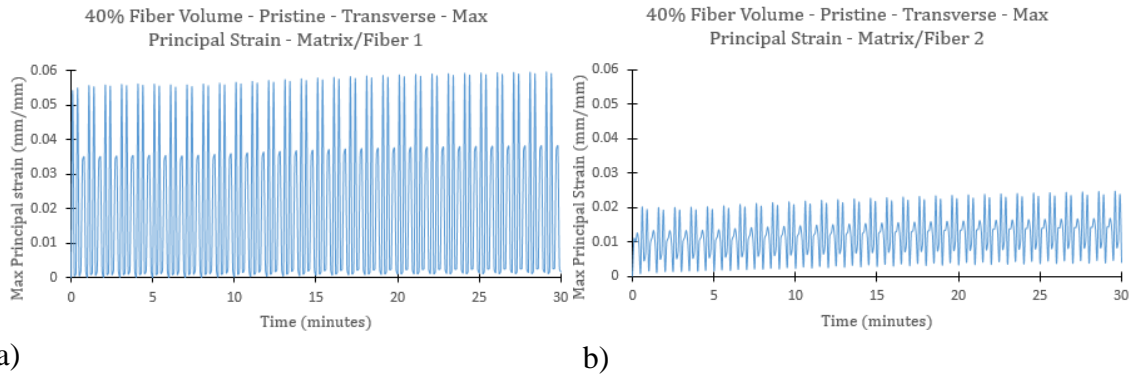 40% Fiber Volume - Pristine - Transverse - Max
Principal Strain - Matrix/Fiber 1
Max Principal strain (mm/mm)
0.06
0.05
0.04
0.03
0.02
0.01
0
0 5 10 15 20 25 30
Time (minutes)
a)
40% Fiber Volume - Pristine - Transverse - Max
Principal Strain - Matrix/Fiber 2
Max Principal Strain (mm/mm)
0.06
0.05
0.04
0.03
0.02
0.01
0
0 5 10 15 20 25 30
Time (minutes)
b)